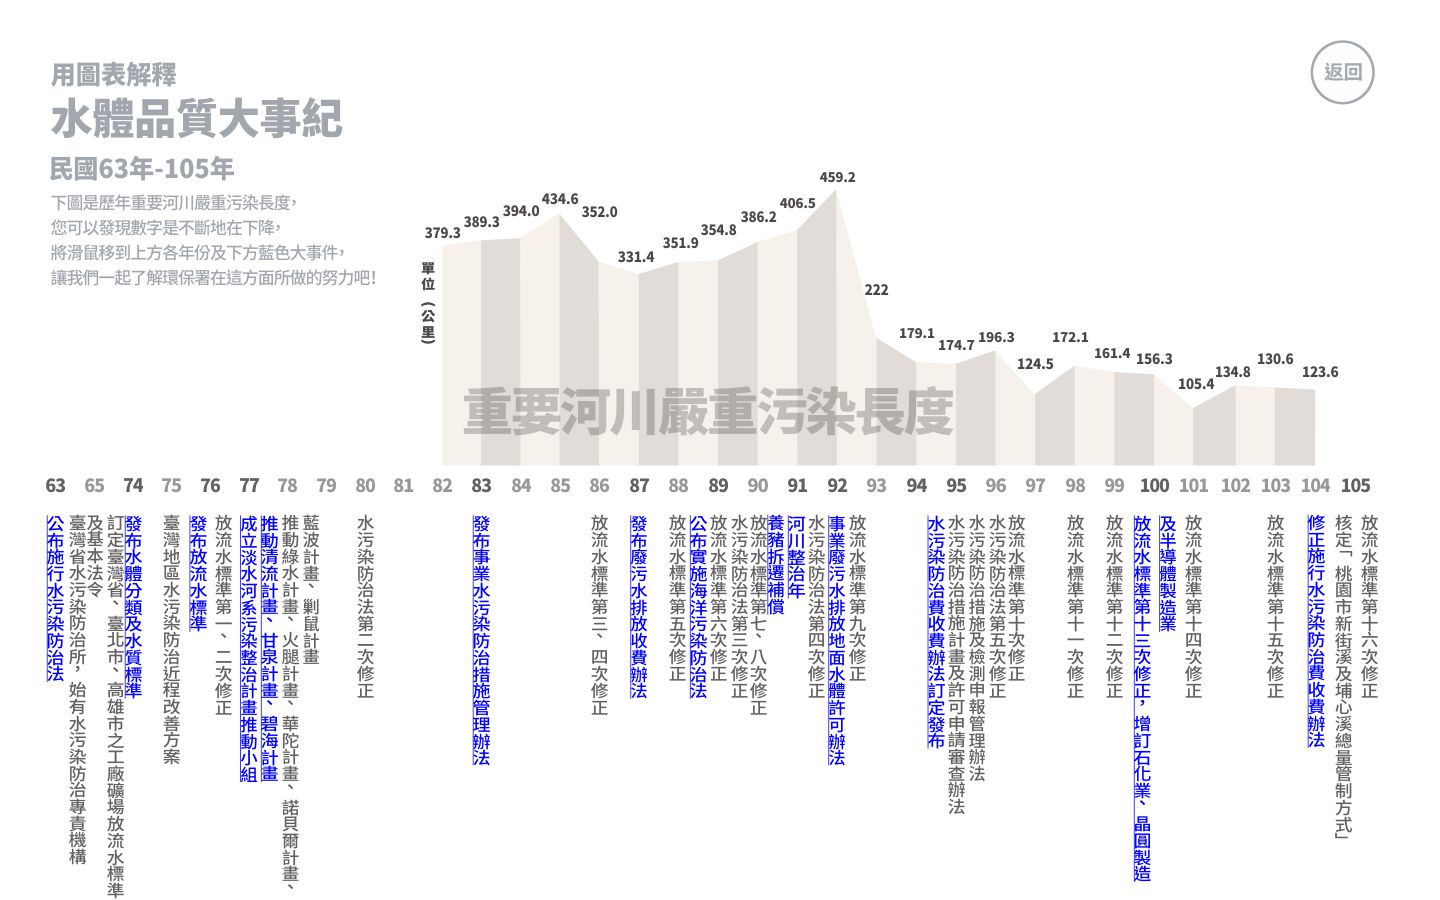 用圖表解釋
水體品質大事紀
民國63年-105年
下圖是歷年重要河川嚴重污染長度，
您可以發現數字是不斷地在下降，
將滑鼠移到上方各年份及下方藍色大事件，
讓我們一起了解環保署在這方面所做的努力吧！
返回
單位（公里）
379.3
389.3
394.0
434.6
352.0
331.4
351.9
354.8
386.2
406.5
459.2
222
179.1
174.7
196.3
124.5
172.1
161.4
156.3
105.4
134.8
130.6
123.6
重要河川嚴重污染長度
63 65 74 75 76 77 78 79 80 81 82 83 84 85 86 87 88 89 90 91 92 93 94 95 96 97 98 99 100 101 102 103 104 105
公布施行水污染防治法
臺灣省水污染防治所，始有水污染防治專責機構
及基本法令
訂定臺灣省、臺北市、高雄市之工廠礦場放流水標準
發布水體分類及水質標準
臺灣地區水污染防治近程改善方案
發布放流水標準
放流水標準第一、二次修正
成立淡水河系污染整治計畫推動小組
推動清流計畫、甘泉計畫、碧海計畫
推動綠水計畫、火腿計畫、華陀計畫、諾貝爾計畫、
藍波計畫、剿鼠計畫
水污染防治法第二次修正
發布事業水污染防治措施管理辦法
放流水標準第三、四次修正
發布廢污水排放收費辦法
放流水標準第五次修正
公布實施海洋污染防治法
放流水標準第六次修正
水污染防治法第三次修正
放流水標準第七、八次修正
養豬拆遷補償
河川整治年
水污染防治法第四次修正
事業廢污水排放地面水體許可辦法
放流水標準第九次修正
水污染防治費收費辦法訂定發布
水污染防治措施計畫及許可申請審查辦法
水污染防治措施及檢測申報管理辦法
水污染防治法第五次修正
放流水標準第十次修正
放流水標準第十一次修正
放流水標準第十二次修正
放流水標準第十三次修正，增訂石化業、晶圓製造
及半導體製造業
放流水標準第十四次修正
放流水標準第十五次修正
修正施行水污染防治費收費辦法
核定「桃園市新街溪及埔心溪總量管制方式」
放流水標準第十六次修正